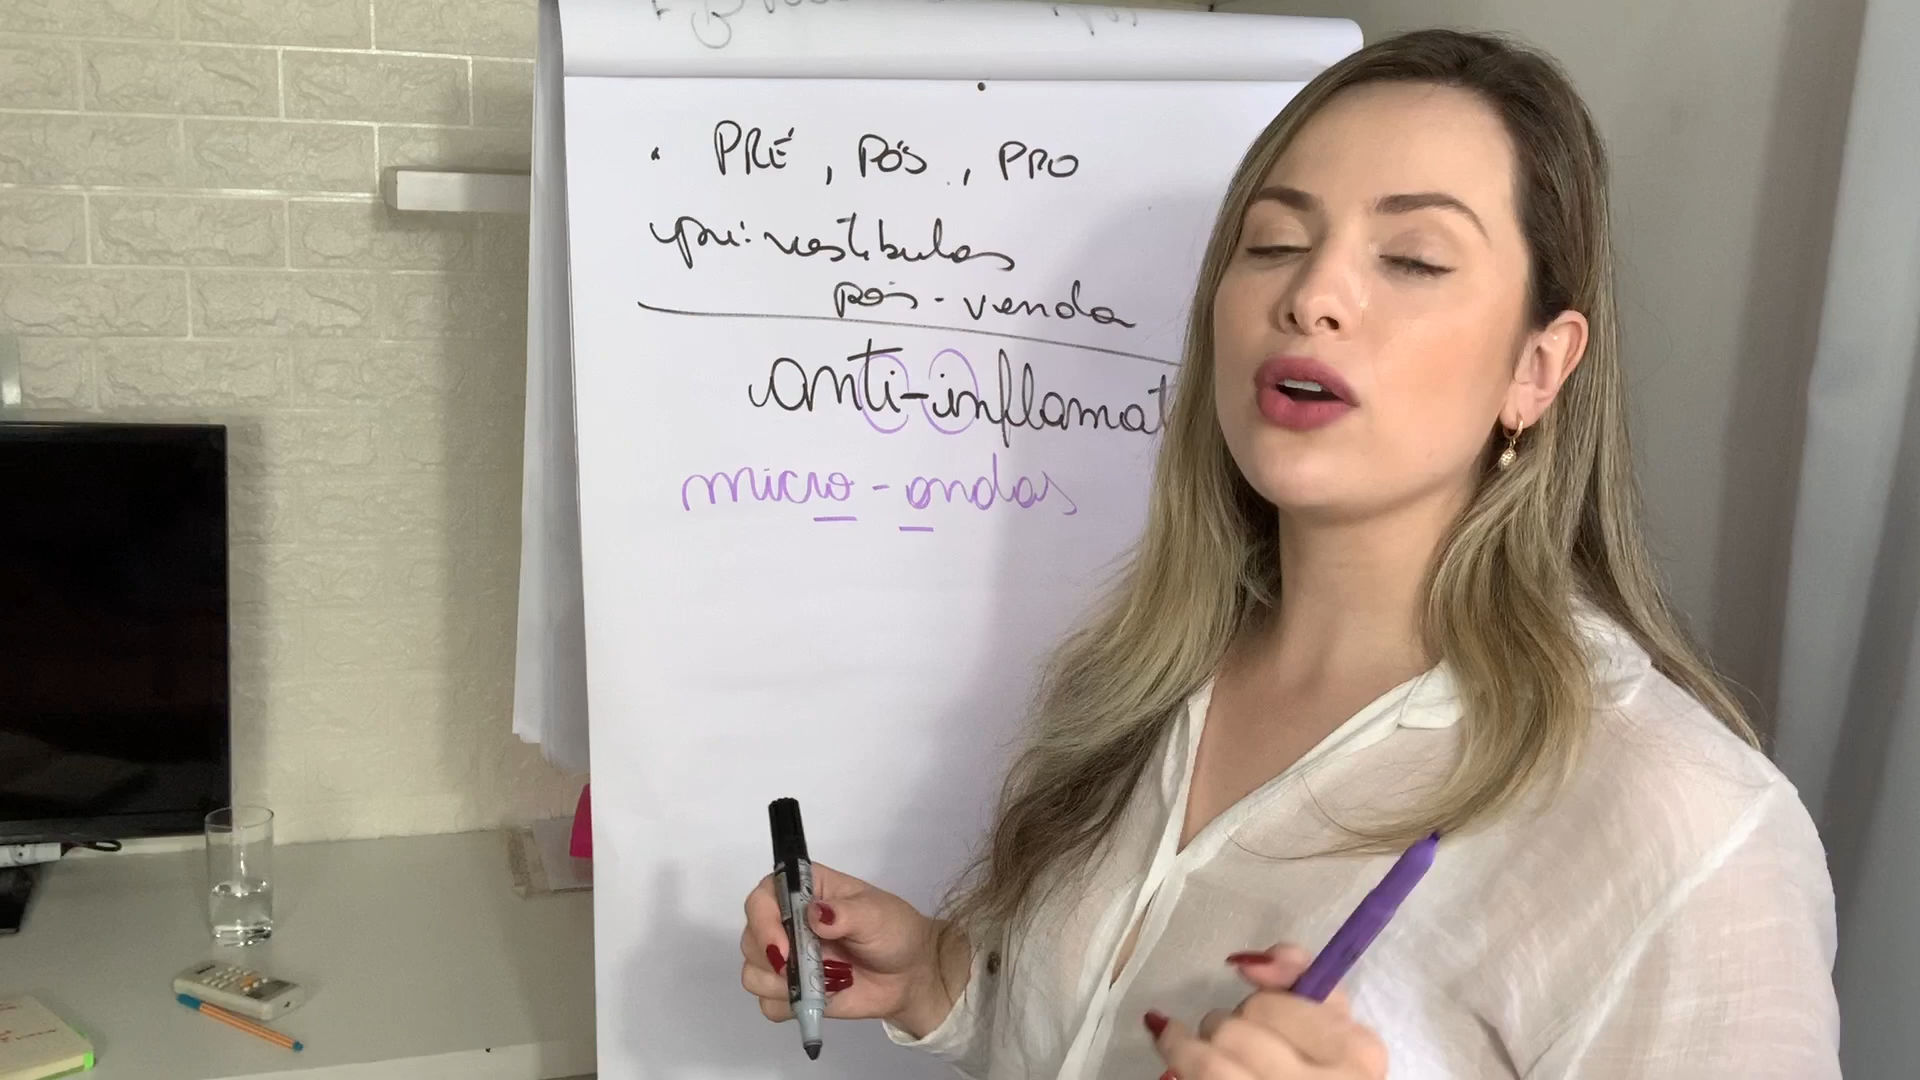 • PRÉ, PÓS, PRO
pré-vestibular
pós-venda
anti-inflamat
micro-ondas